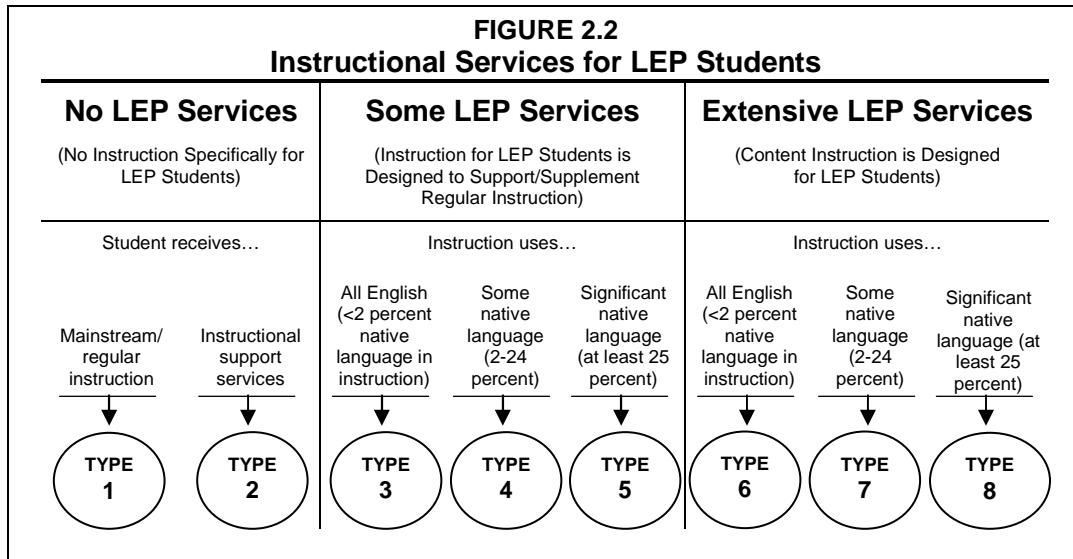 FIGURE 2.2
Instructional Services for LEP Students
No LEP Services
(No Instruction Specifically for
LEP Students)
Some LEP Services
(Instruction for LEP Students is
Designed to Support/Supplement
Regular Instruction)
Extensive LEP Services
(Content Instruction is Designed
for LEP Students)
Student receives…
Mainstream/
regular
instruction
Instructional
support
services
Instruction uses…
All English
(<2 percent
native
language in
instruction)
Some
native
language
(2-24
percent)
Significant
native
language
(at least 25
percent)
Instruction uses…
All English
(<2 percent
native
language in
instruction)
Some
native
language
(2-24
percent)
Significant
native
language (at
least 25
percent)
TYPE
1
TYPE
2
TYPE
3
TYPE
4
TYPE
5
TYPE
6
TYPE
7
TYPE
8